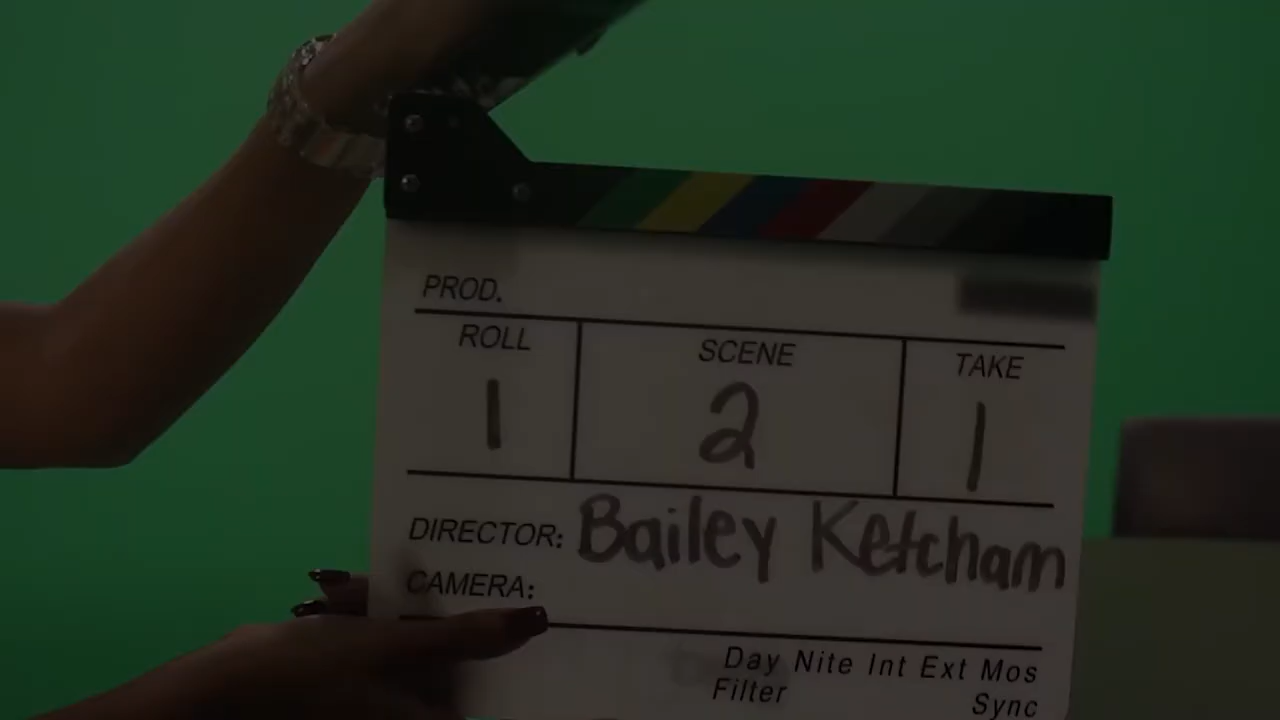 PROD.
ROLL SCENE TAKE
1 2 1
DIRECTOR: Bailey Ketcham
CAMERA:
Day Nite Int Ext Mos
Filter Sync